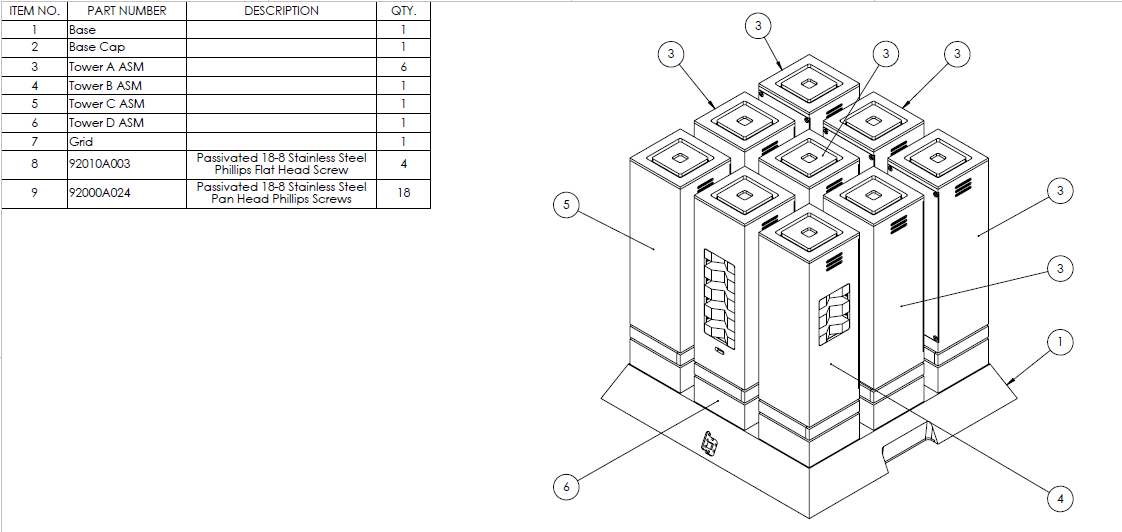 ITEM NO. PART NUMBER DESCRIPTION QTY.
1 Base 1
2 Base Cap 1
3 Tower A ASM 6
4 Tower B ASM 1
5 Tower C ASM 1
6 Tower D ASM 1
7 Grid 1
8 92010A003 Passivated 18-8 Stainless Steel 4
Phillips Flat Head Screw
9 92000A024 Passivated 18-8 Stainless Steel 18
Pan Head Phillips Screws
3
3
3
3
3
5
3
1
6
4